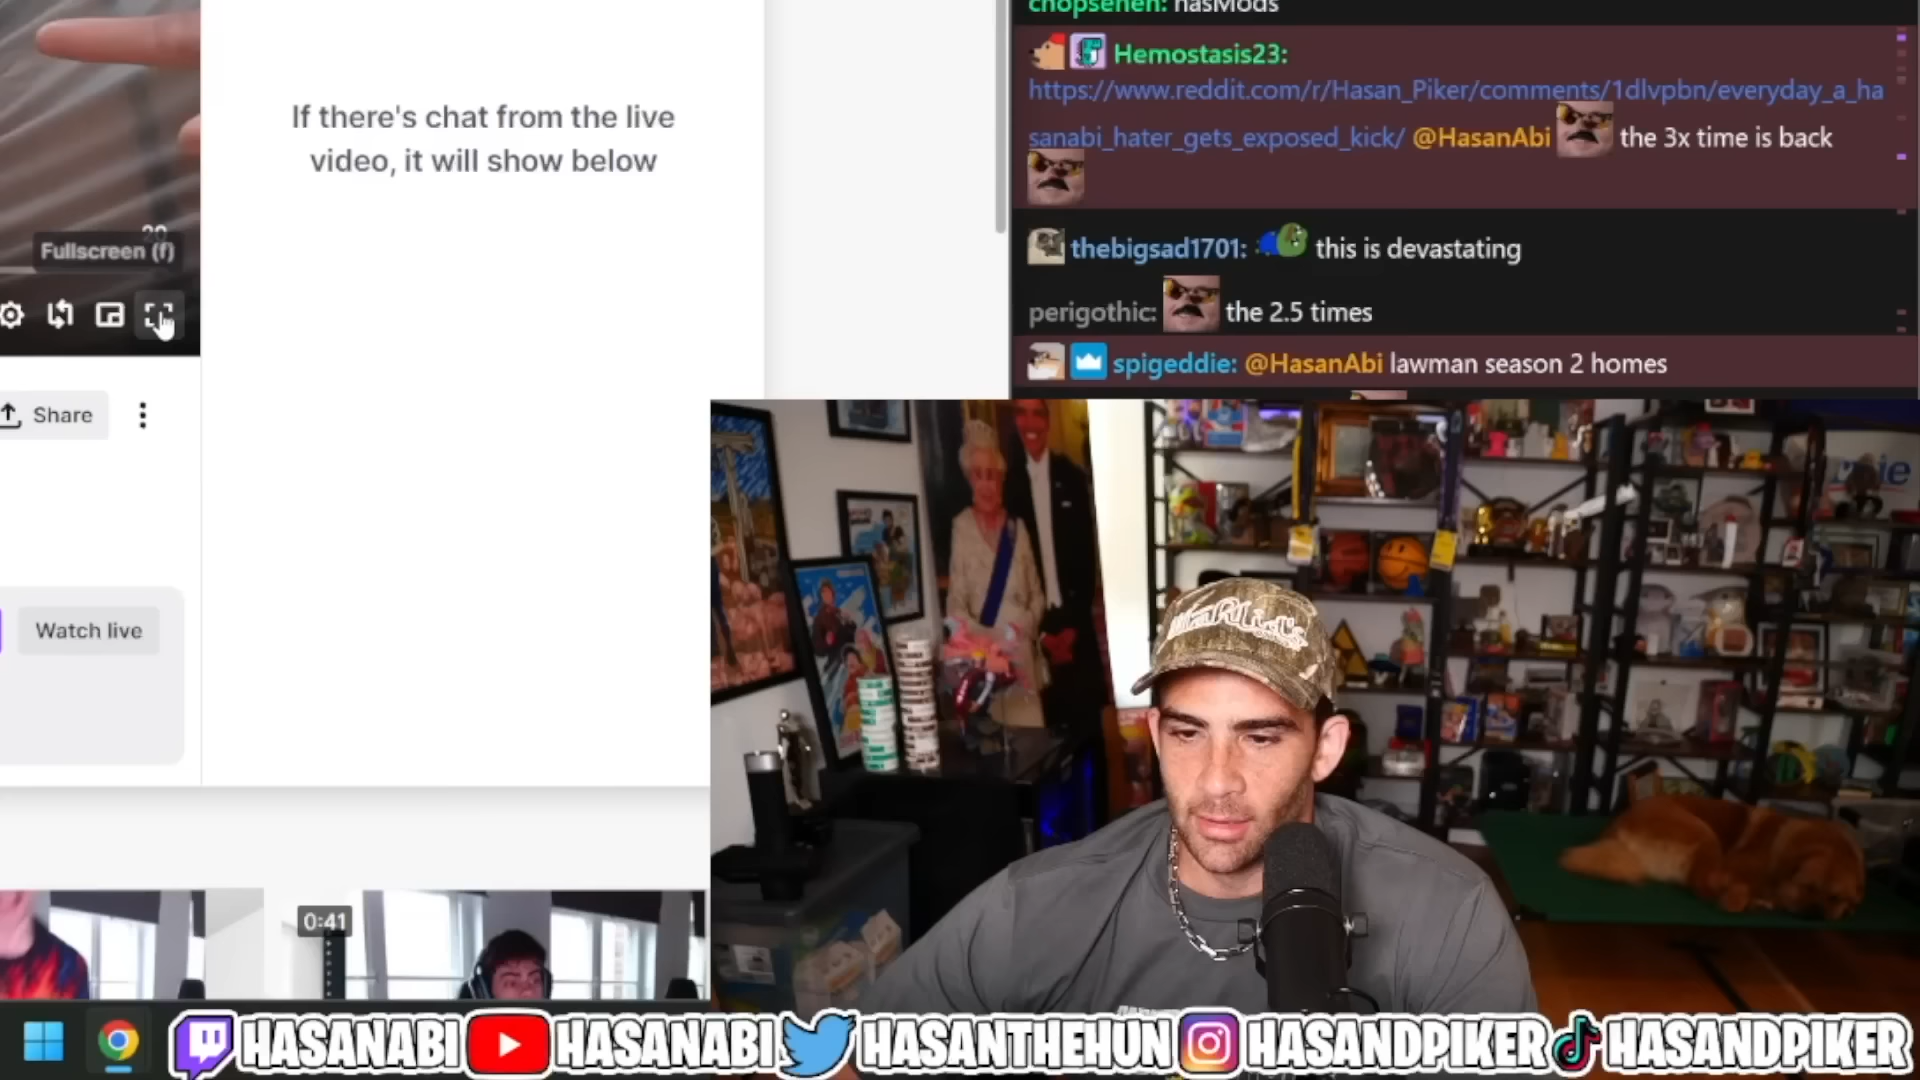 chopsehen: hasMods
Hemostasis23:
https://www.reddit.com/r/Hasan_Piker/comments/1dlvpbn/everyday_a_ha
sanabi_hater_gets_exposed_kick/ @HasanAbi the 3x time is back
thebigsad1701: this is devastating
perigothic: the 2.5 times
spigeddie: @HasanAbi lawman season 2 homes
If there's chat from the live
video, it will show below
20
Fullscreen (f)
Share
Watch live
0:41
HASANABI HASANABI HASANTHEHUN HASANDPIKER HASANDPIKER